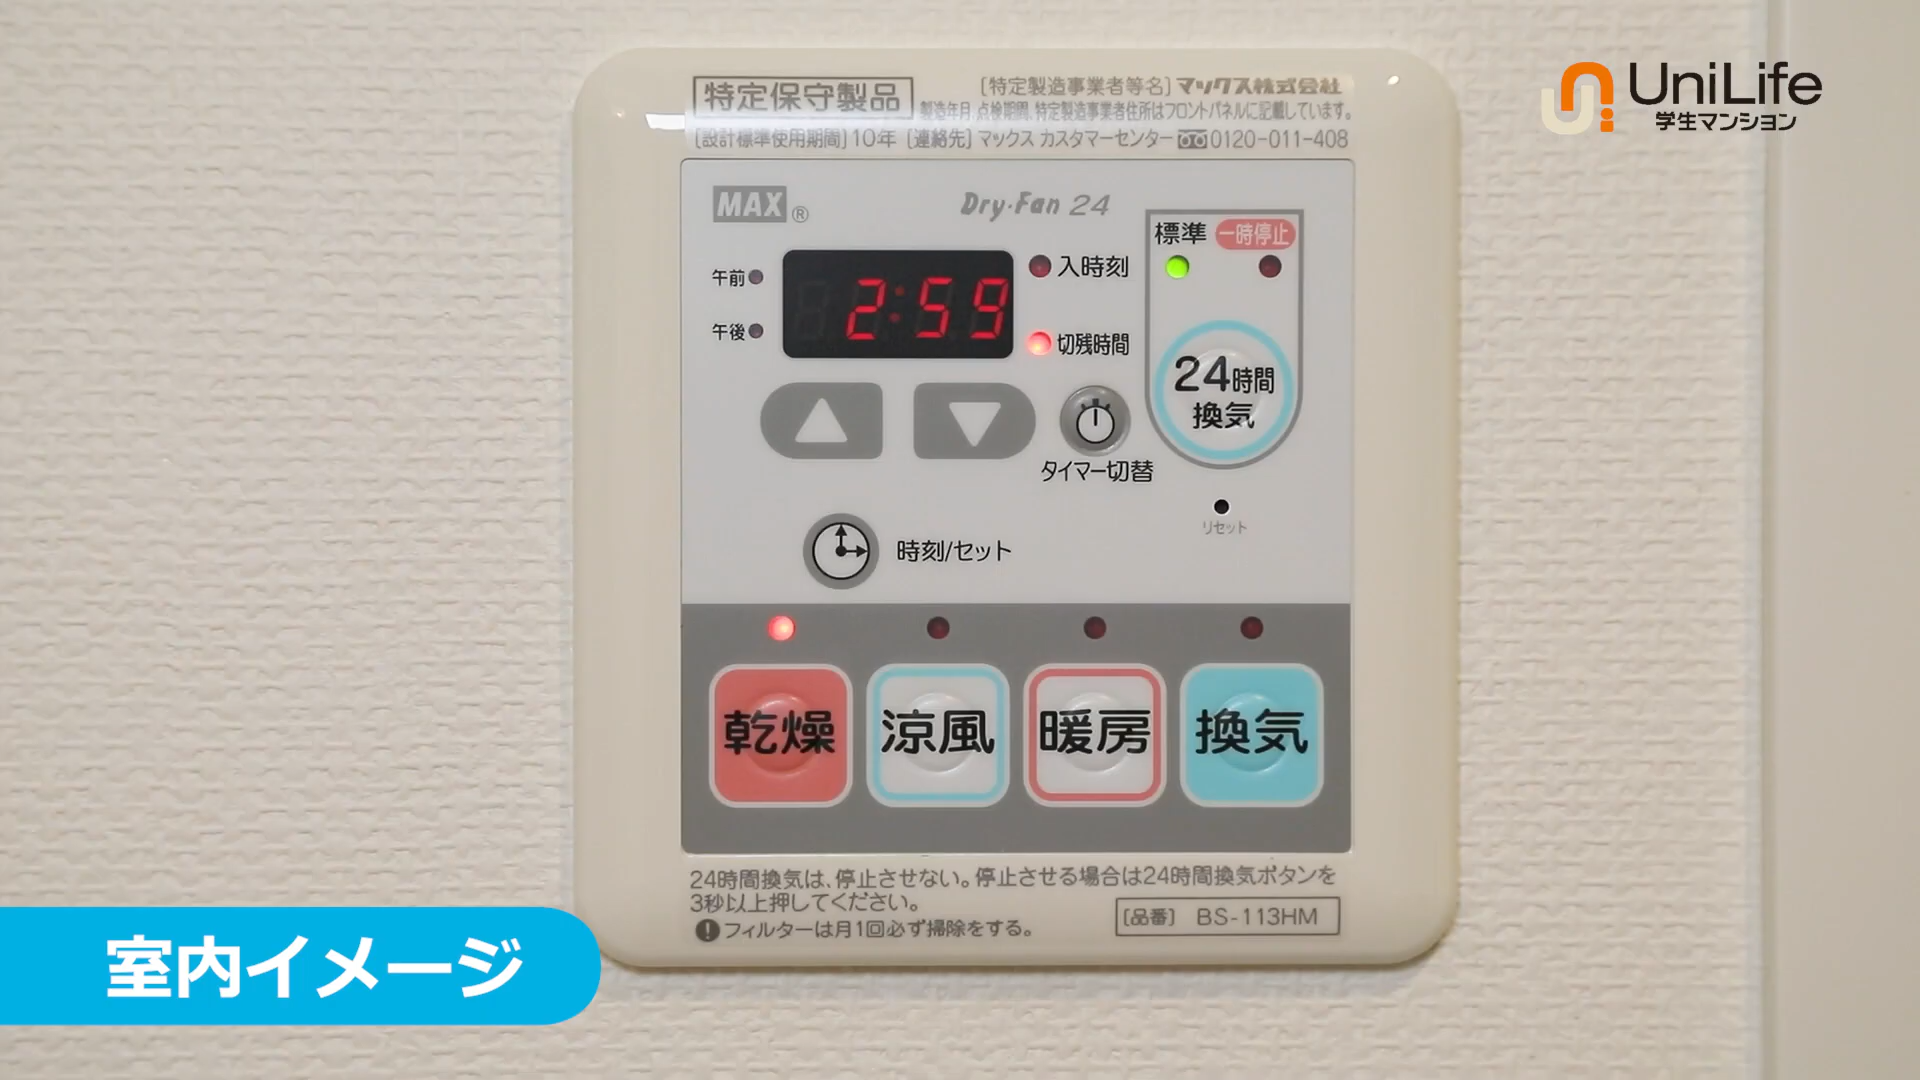 特定保守製品
[特定製造事業者等名] マックス株式会社
製造年月、点検期間、特定製造事業者住所はフロントパネルに記載しています。
[設計標準使用期間] 10年 [連絡先] マックス カスタマーセンター 0120-011-408
UniLife
学生マンション
MAX®
Dry・Fan 24
標準 一時停止
午前
午後
2:59
入時刻
切残時間
24時間
換気
タイマー切替
リセット
時刻/セット
乾燥
涼風
暖房
換気
24時間換気は、停止させない。停止させる場合は24時間換気ボタンを
3秒以上押してください。
フィルターは月1回必ず掃除をする。
[品番] BS-113HM
室内イメージ